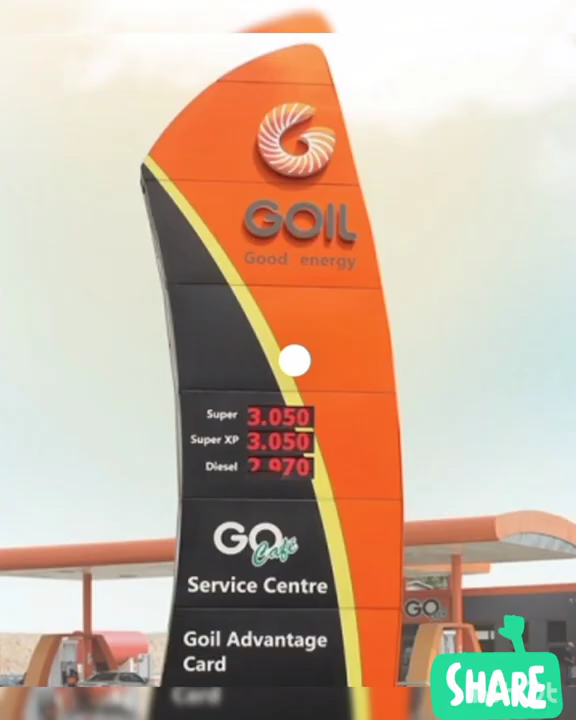 GOIL
Good energy
Super 3.050
Super XP 3.050
Diesel 2.970
GO
Café
Service Centre
Goil Advantage
Card
GO
SHARE
Card